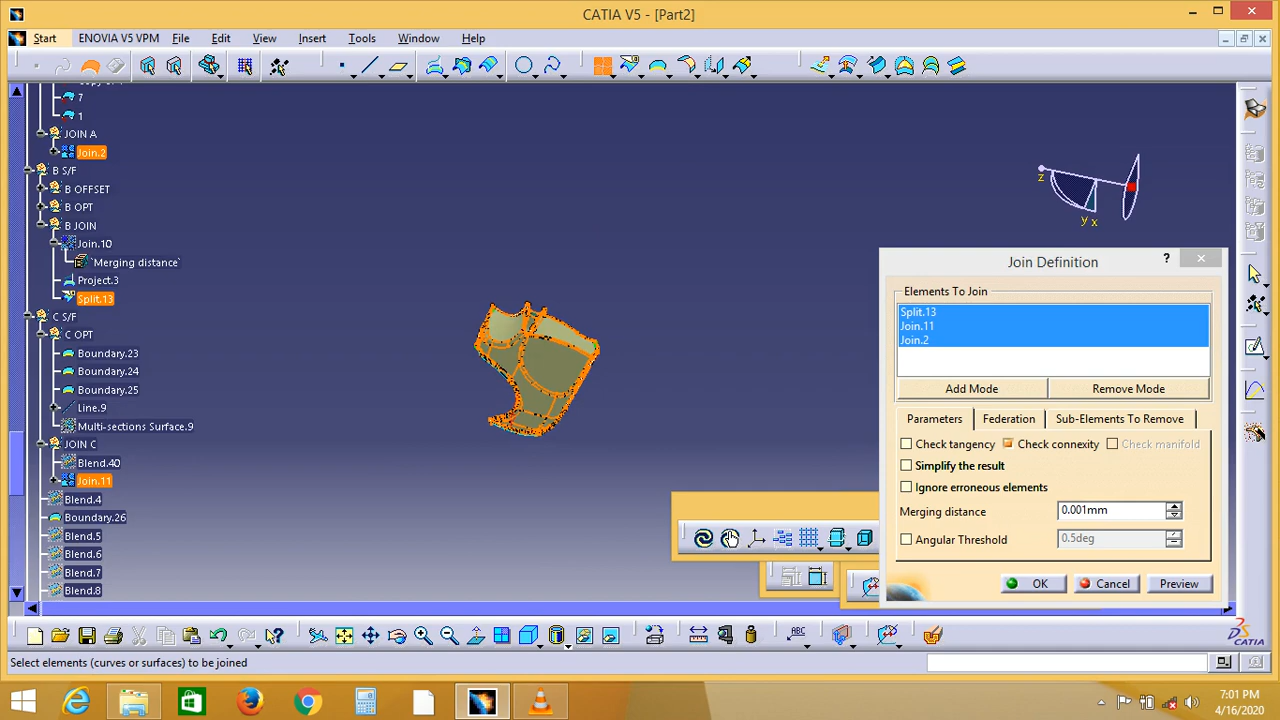 CATIA V5 - [Part2]
Start ENOVIA V5 VPM File Edit View Insert Tools Window Help
7
1
JOIN A
Join.2
B S/F
B OFFSET
B OPT
B JOIN
Join.10
`Merging distance`
Project.3
Split.13
C S/F
C OPT
Boundary.23
Boundary.24
Boundary.25
Line.9
Multi-sections Surface.9
JOIN C
Blend.40
Join.11
Blend.4
Boundary.26
Blend.5
Blend.6
Blend.7
Blend.8
z
y x
Join Definition
?
Elements To Join
Split.13
Join.11
Join.2
Add Mode Remove Mode
Parameters Federation Sub-Elements To Remove
Check tangency Check connexity Check manifold
Simplify the result
Ignore erroneous elements
Merging distance 0.001mm
Angular Threshold 0.5deg
OK Cancel Preview
ABC
CATIA
Select elements (curves or surfaces) to be joined
7:01 PM
4/16/2020